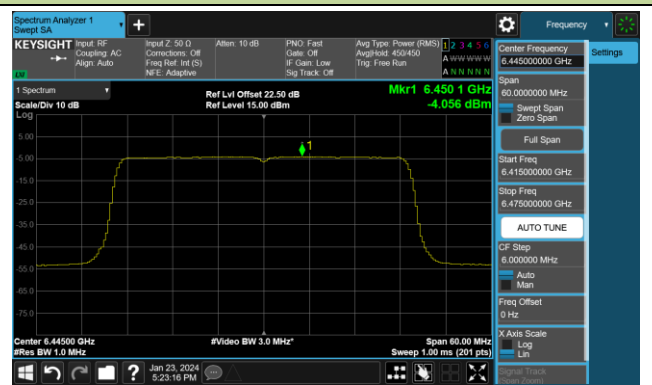 Spectrum Analyzer 1
Swept SA
Frequency
KEYSIGHT
Input: RF
Coupling: AC
Align: Auto
Input Z: 50 Ω
Corrections: Off
Freq Ref: Int (S)
NFE: Adaptive
Atten: 10 dB
PNO: Fast
Gate: Off
IF Gain: Low
Sig Track: Off
Avg Type: Power (RMS)
Avg|Hold: 450/450
Trig: Free Run
1 2 3 4 5 6
A W W W W W
A N N N N N
1 Spectrum
Scale/Div 10 dB
Ref Lvl Offset 22.50 dB
Ref Level 15.00 dBm
Mkr1 6.450 1 GHz
-4.056 dBm
Log
1
5.00
-5.00
-15.0
-25.0
-35.0
-45.0
-55.0
-65.0
-75.0
Center 6.44500 GHz
#Res BW 1.0 MHz
#Video BW 3.0 MHz*
Span 60.00 MHz
Sweep 1.00 ms (201 pts)
Center Frequency
6.445000000 GHz
Settings
Span
60.0000000 MHz
Swept Span
Zero Span
Full Span
Start Freq
6.415000000 GHz
Stop Freq
6.475000000 GHz
AUTO TUNE
CF Step
6.000000 MHz
Auto
Man
Freq Offset
0 Hz
X Axis Scale
Log
Lin
Signal Track
(Span Zoom)
Jan 23, 2024
5:23:16 PM